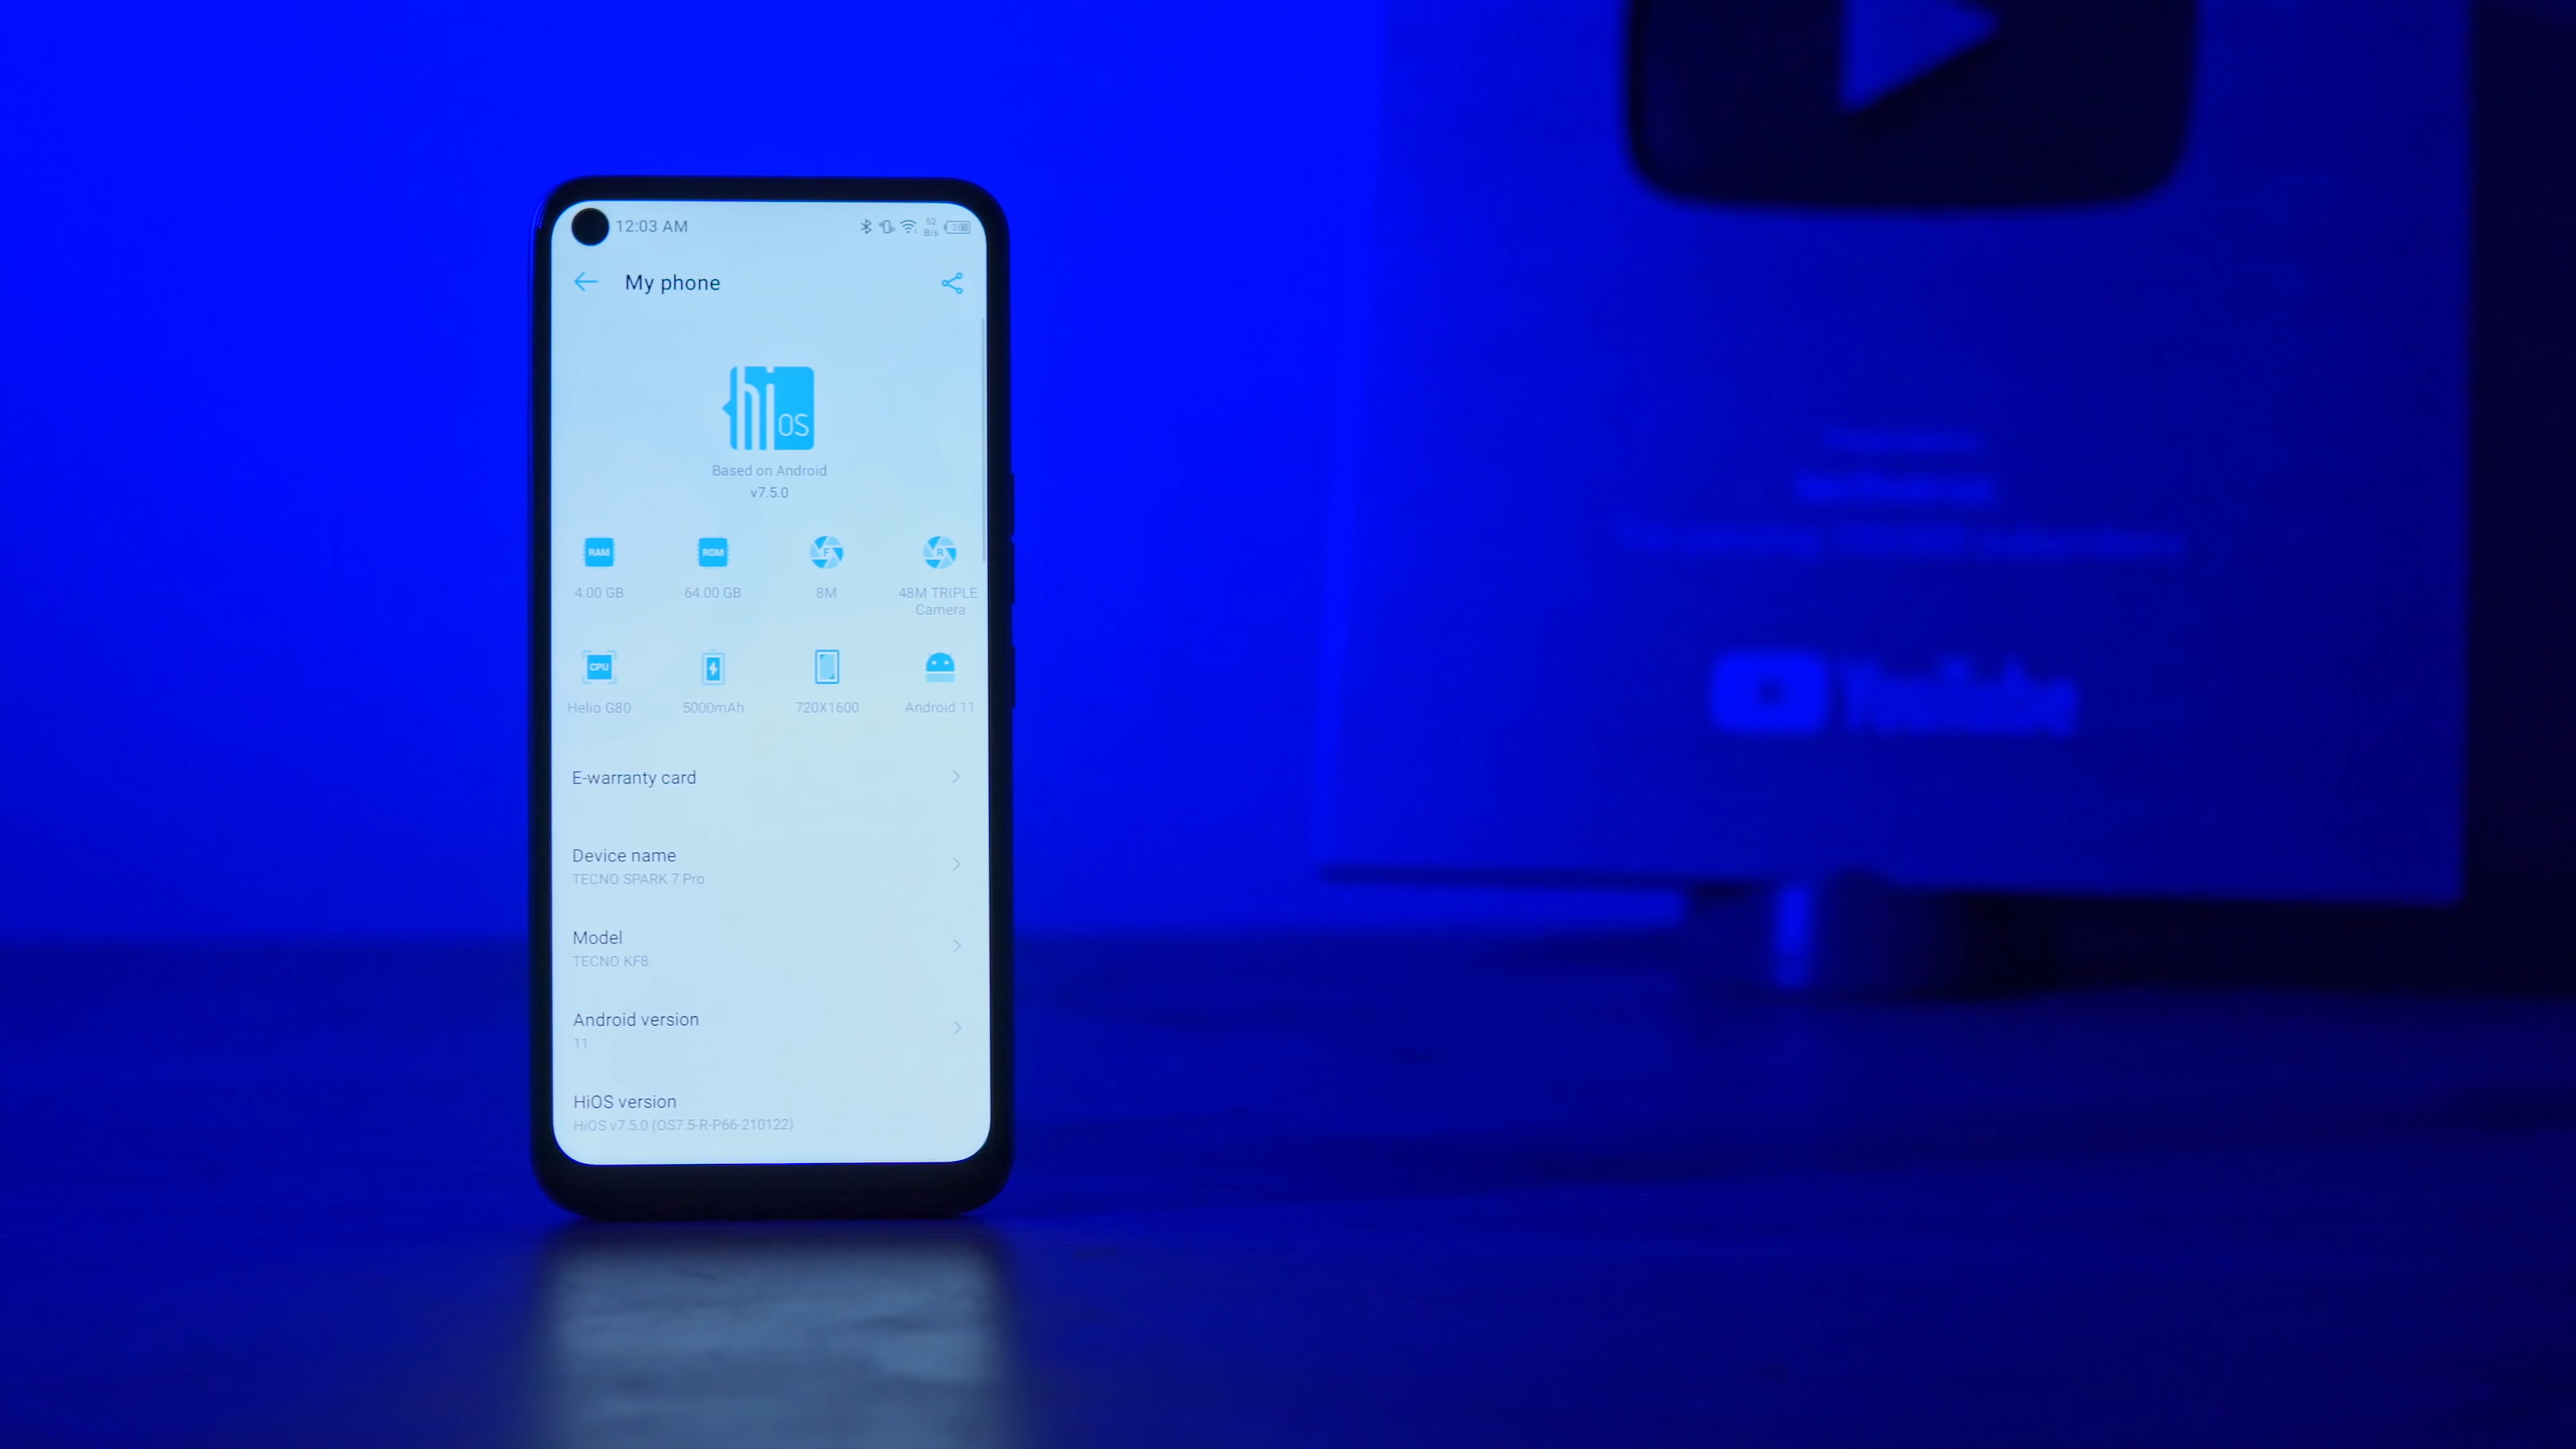 12:03 AM
52
B/s
My phone
hi OS
Based on Android
v7.5.0
RAM
ROM
F
R
4.00 GB
64.00 GB
8M
48M TRIPLE
Camera
CPU
Helio G80
5000mAh
720X1600
Android 11
E-warranty card
Device name
TECNO SPARK 7 Pro
Model
TECNO KF8
Android version
11
HiOS version
HiOS v7.5.0 (OS7.5-R-P66-210122)
YouTube